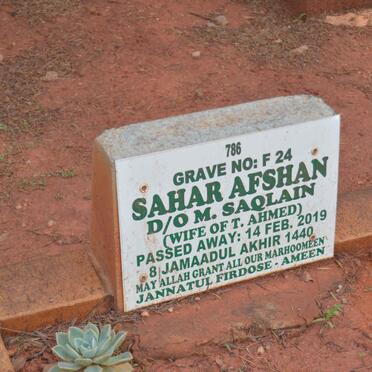 786
GRAVE NO: F 24
SAHAR AFSHAN
D/O M. SAQLAIN
(WIFE OF T. AHMED)
PASSED AWAY: 14 FEB. 2019
8 JAMAADUL AKHIR 1440
MAY ALLAH GRANT ALL OUR MARHOOMEEN
JANNATUL FIRDOSE - AMEEN